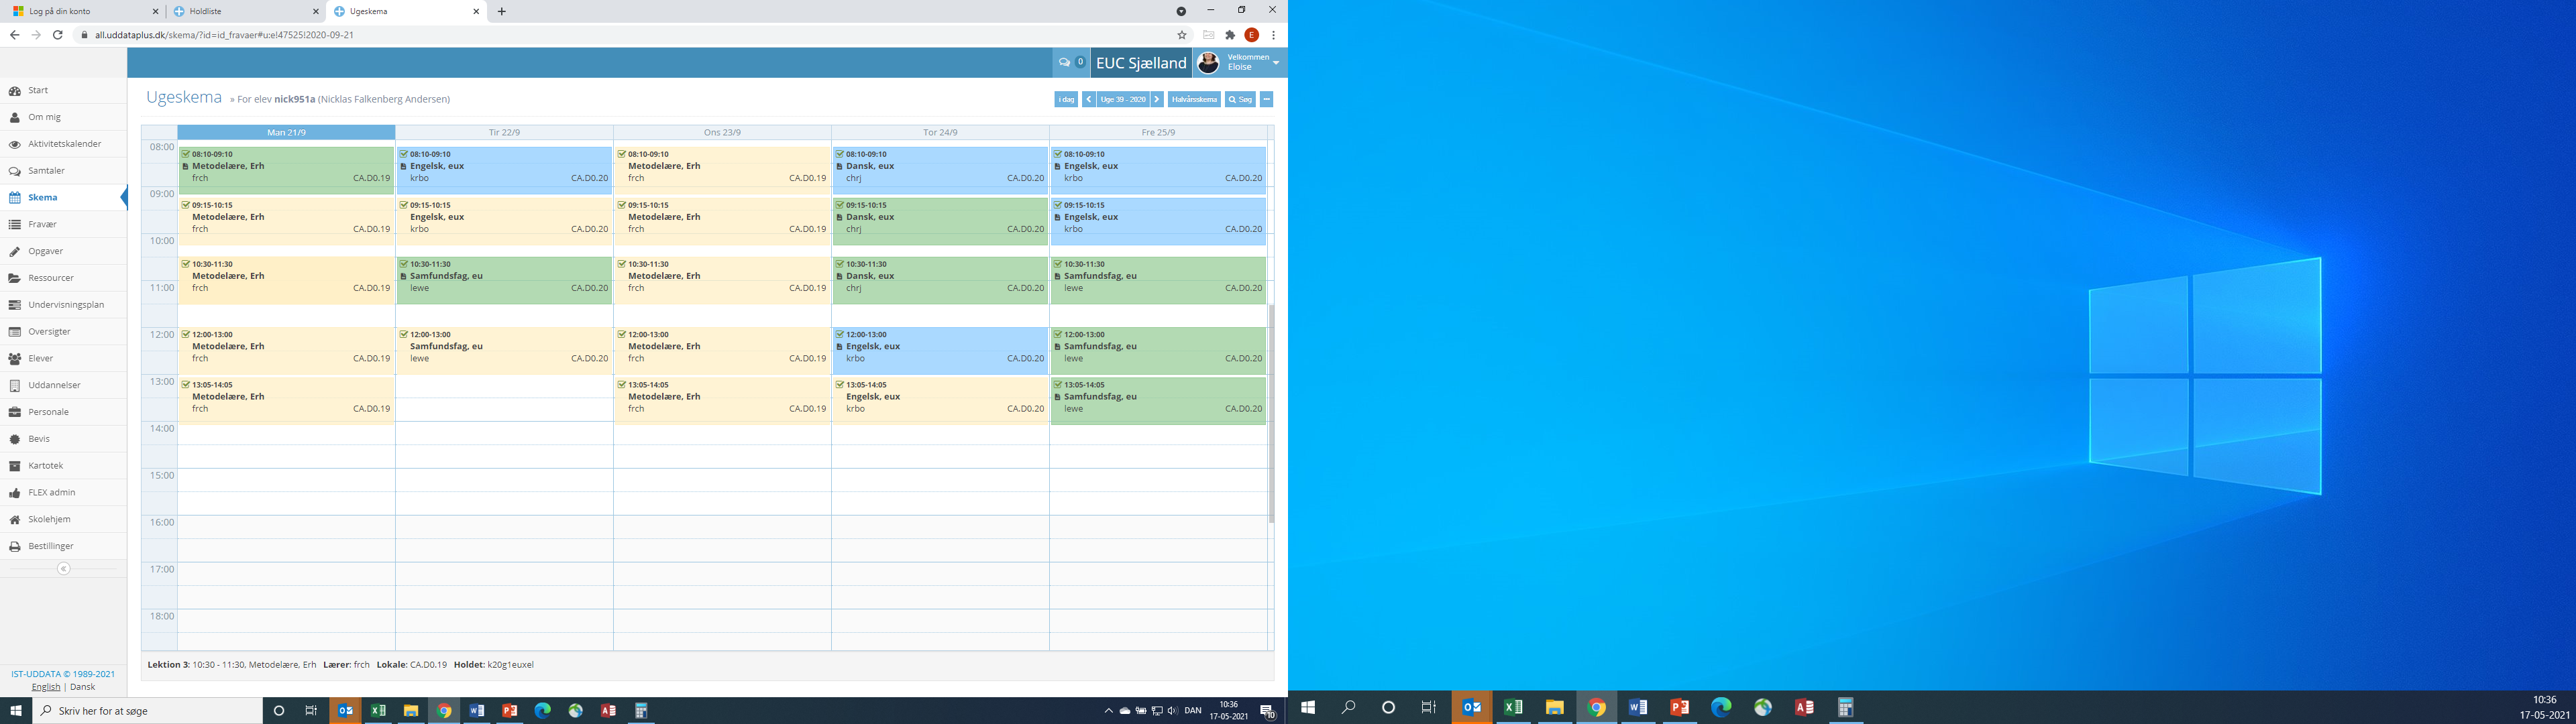 Log på din konto
Holdliste
Ugeskema
all.uddataplus.dk/skema/?id=id_fravaer#u:e!47525!2020-09-21
E
0
EUC Sjælland
Velkommen
Eloise
Start
Om mig
Aktivitetskalender
Samtaler
Skema
Fravær
Opgaver
Ressourcer
Undervisningsplan
Oversigter
Elever
Uddannelser
Personale
Bevis
Kartotek
FLEX admin
Skolehjem
Bestillinger
IST-UDDATA © 1989-2021
English | Dansk
Ugeskema » For elev nick951a (Nicklas Falkenberg Andersen)
I dag
Uge 39 - 2020
Halvårsskema
Søg
Man 21/9
Tir 22/9
Ons 23/9
Tor 24/9
Fre 25/9
08:00
09:00
10:00
11:00
12:00
13:00
14:00
15:00
16:00
17:00
18:00
08:10-09:10
Metodelære, Erh
frch CA.D0.19
09:15-10:15
Metodelære, Erh
frch CA.D0.19
10:30-11:30
Metodelære, Erh
frch CA.D0.19
12:00-13:00
Metodelære, Erh
frch CA.D0.19
13:05-14:05
Metodelære, Erh
frch CA.D0.19
08:10-09:10
Engelsk, eux
krbo CA.D0.20
09:15-10:15
Engelsk, eux
krbo CA.D0.20
10:30-11:30
Samfundsfag, eu
lewe CA.D0.20
12:00-13:00
Samfundsfag, eu
lewe CA.D0.20
08:10-09:10
Metodelære, Erh
frch CA.D0.19
09:15-10:15
Metodelære, Erh
frch CA.D0.19
10:30-11:30
Metodelære, Erh
frch CA.D0.19
12:00-13:00
Metodelære, Erh
frch CA.D0.19
13:05-14:05
Metodelære, Erh
frch CA.D0.19
08:10-09:10
Dansk, eux
chrj CA.D0.20
09:15-10:15
Dansk, eux
chrj CA.D0.20
10:30-11:30
Dansk, eux
chrj CA.D0.20
12:00-13:00
Engelsk, eux
krbo CA.D0.20
13:05-14:05
Engelsk, eux
krbo CA.D0.20
08:10-09:10
Engelsk, eux
krbo CA.D0.20
09:15-10:15
Engelsk, eux
krbo CA.D0.20
10:30-11:30
Samfundsfag, eu
lewe CA.D0.20
12:00-13:00
Samfundsfag, eu
lewe CA.D0.20
13:05-14:05
Samfundsfag, eu
lewe CA.D0.20
Lektion 3: 10:30 - 11:30, Metodelære, Erh Lærer: frch Lokale: CA.D0.19 Holdet: k20g1euxel
Skriv her for at søge
DAN
10:36
17-05-2021
10
10:36
17-05-2021